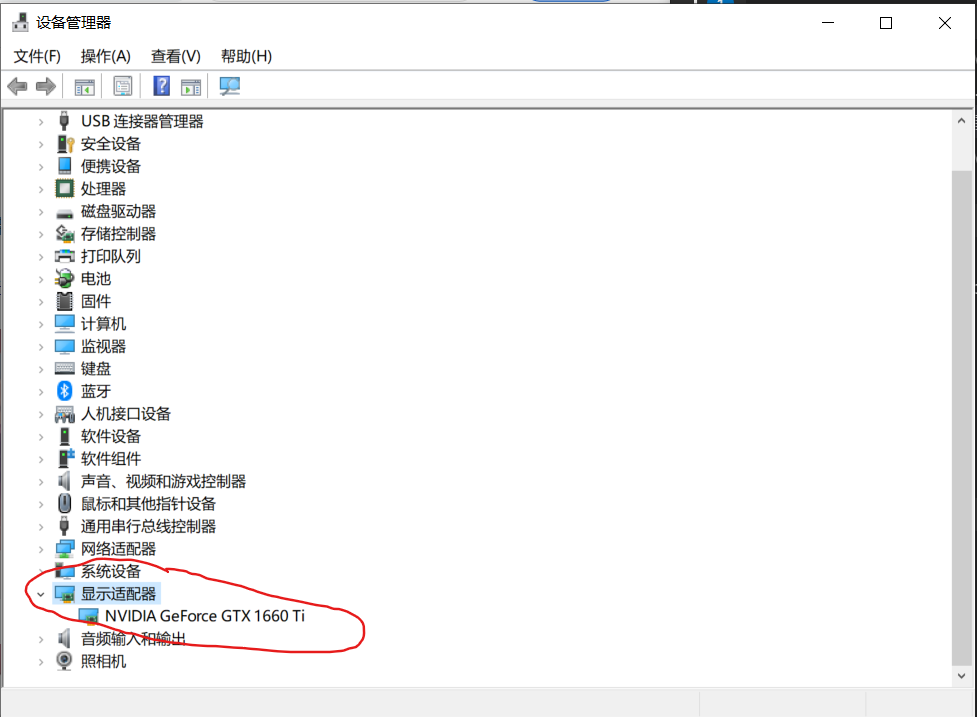 设备管理器
文件(F) 操作(A) 查看(V) 帮助(H)
USB 连接器管理器
安全设备
便携设备
处理器
磁盘驱动器
存储控制器
打印队列
电池
固件
计算机
监视器
键盘
蓝牙
人机接口设备
软件设备
软件组件
声音、视频和游戏控制器
鼠标和其他指针设备
通用串行总线控制器
网络适配器
系统设备
显示适配器
NVIDIA GeForce GTX 1660 Ti
音频输入和输出
照相机